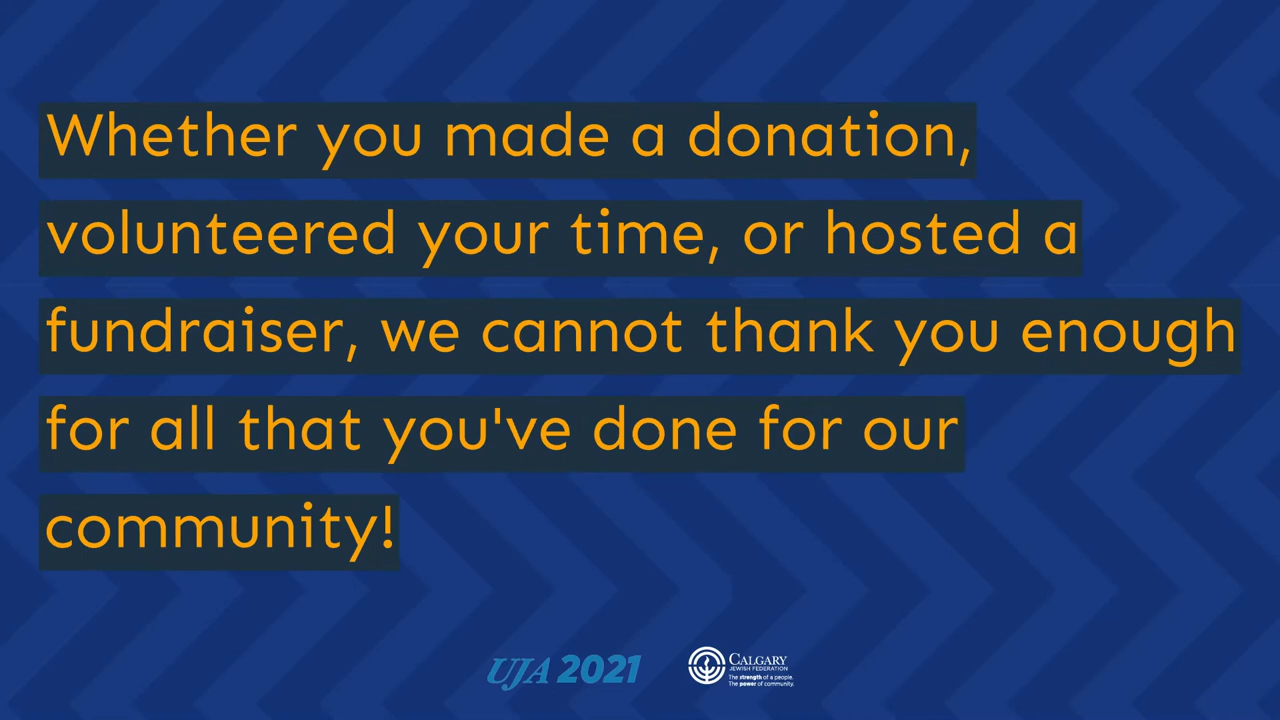 Whether you made a donation,
volunteered your time, or hosted a
fundraiser, we cannot thank you enough
for all that you've done for our
community!
UJA 2021
CALGARY
JEWISH FEDERATION
The strength of a people.
The power of community.